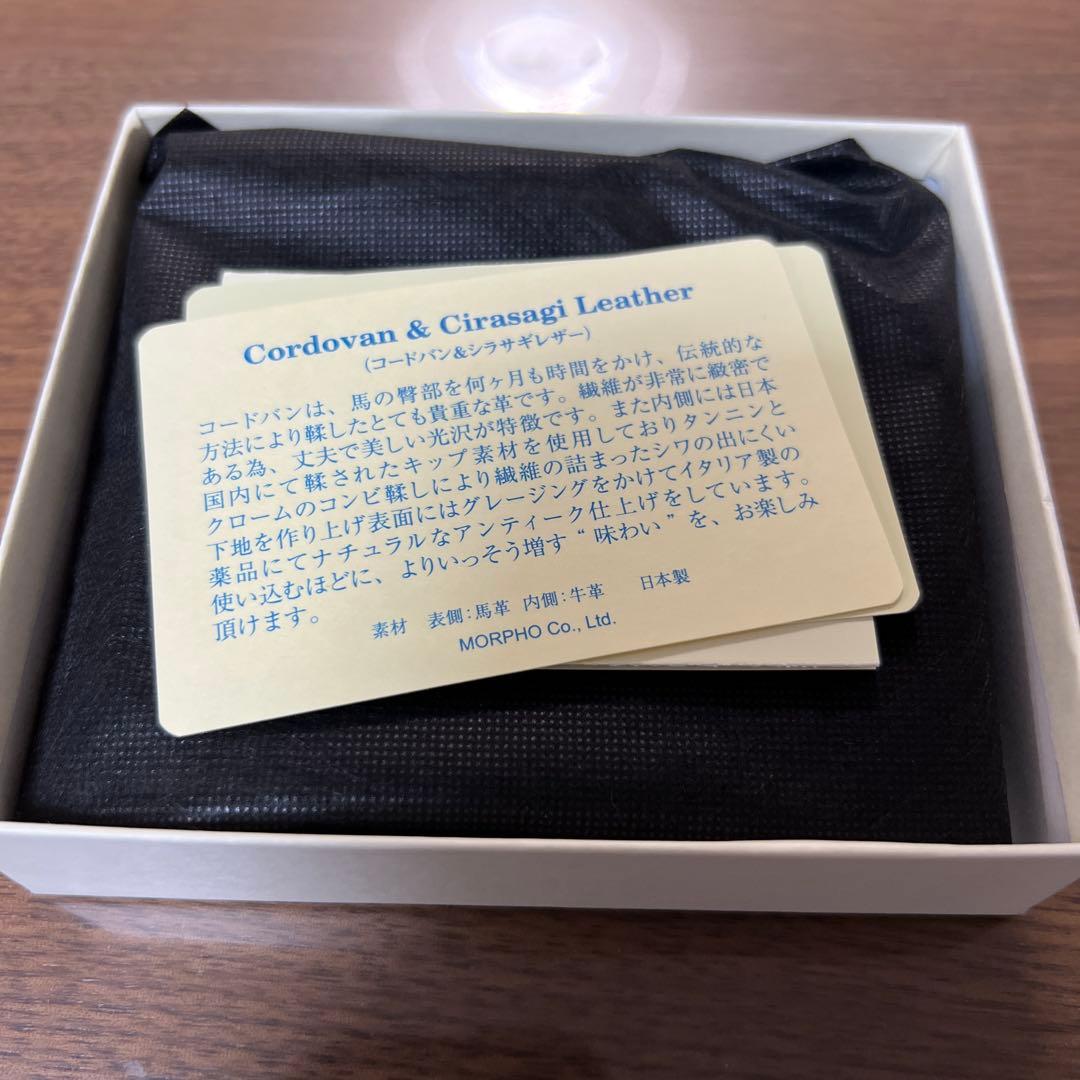 Cordovan & Cirasagi Leather
(コードバン&シラサギレザー)
コードバンは、馬の臀部を何ヶ月も時間をかけ、伝統的な
方法により鞣したとても貴重な革です。繊維が非常に緻密で
ある為、丈夫で美しい光沢が特徴です。また内側には日本
国内にて鞣されたキップ素材を使用しておりタンニンと
クロームのコンビ鞣しにより繊維の詰まったシワの出にくい
下地を作り上げ表面にはグレージングをかけてイタリア製の
薬品にてナチュラルなアンティーク仕上げをしています。
使い込むほどに、よりいっそう増す“味わい”を、お楽しみ
頂けます。
素材 表側:馬革 内側:牛革 日本製
MORPHO Co., Ltd.